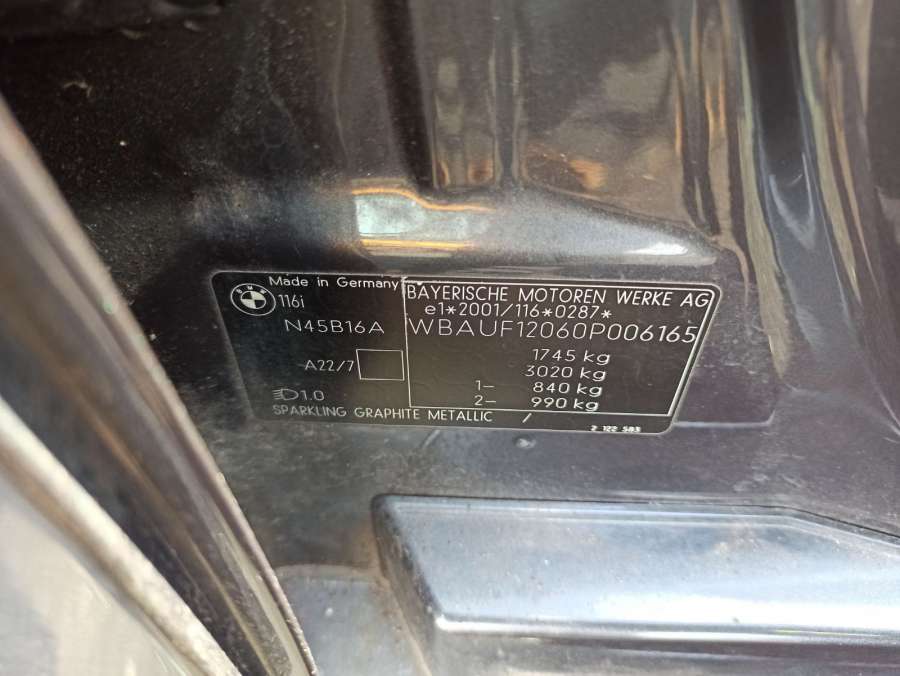 Made in Germany
BMW
116i
N45B16A
A22/7
1.0
SPARKLING GRAPHITE METALLIC /
BAYERISCHE MOTOREN WERKE AG
e1*2001/116*0287*
WBAUF12060P006165
1745 kg
3020 kg
1- 840 kg
2- 990 kg
2 122 583